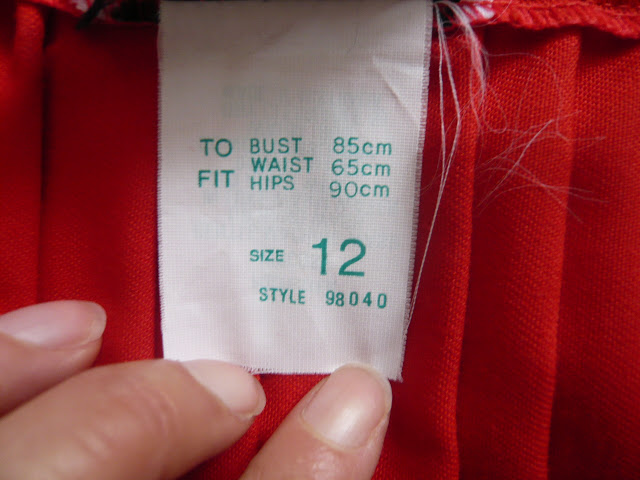 TO BUST 85cm
WAIST 65cm
FIT HIPS 90cm
SIZE 12
STYLE 98040